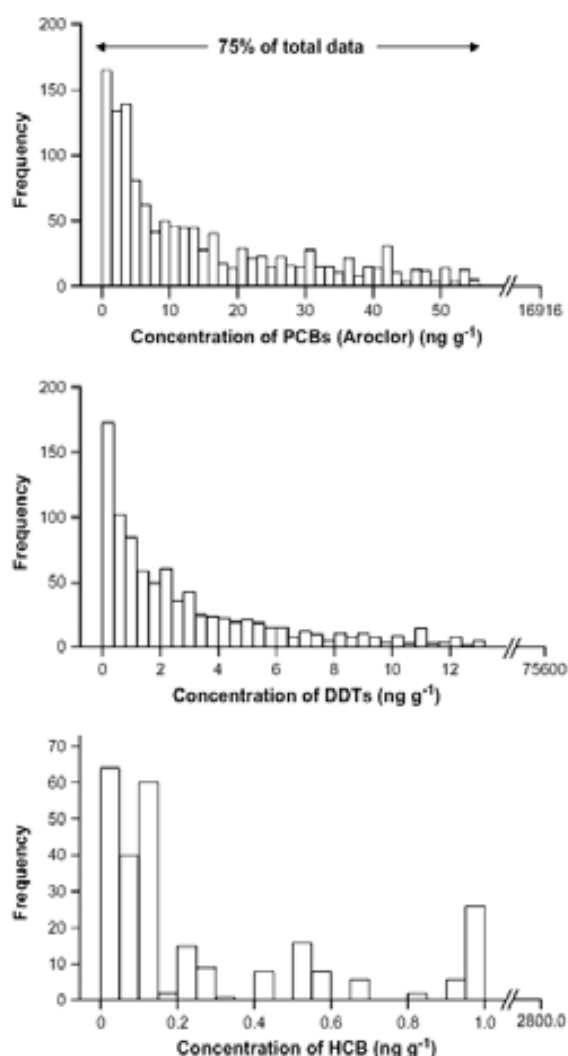 75% of total data
200
150
100
50
0
Frequency
0 10 20 30 40 50 16916
Concentration of PCBs (Aroclor) (ng g-1)
200
150
100
50
0
Frequency
0 2 4 6 8 10 12 75600
Concentration of DDTs (ng g-1)
70
60
50
40
30
20
10
0
Frequency
0 0.2 0.4 0.6 0.8 1.0 2800.0
Concentration of HCB (ng g-1)